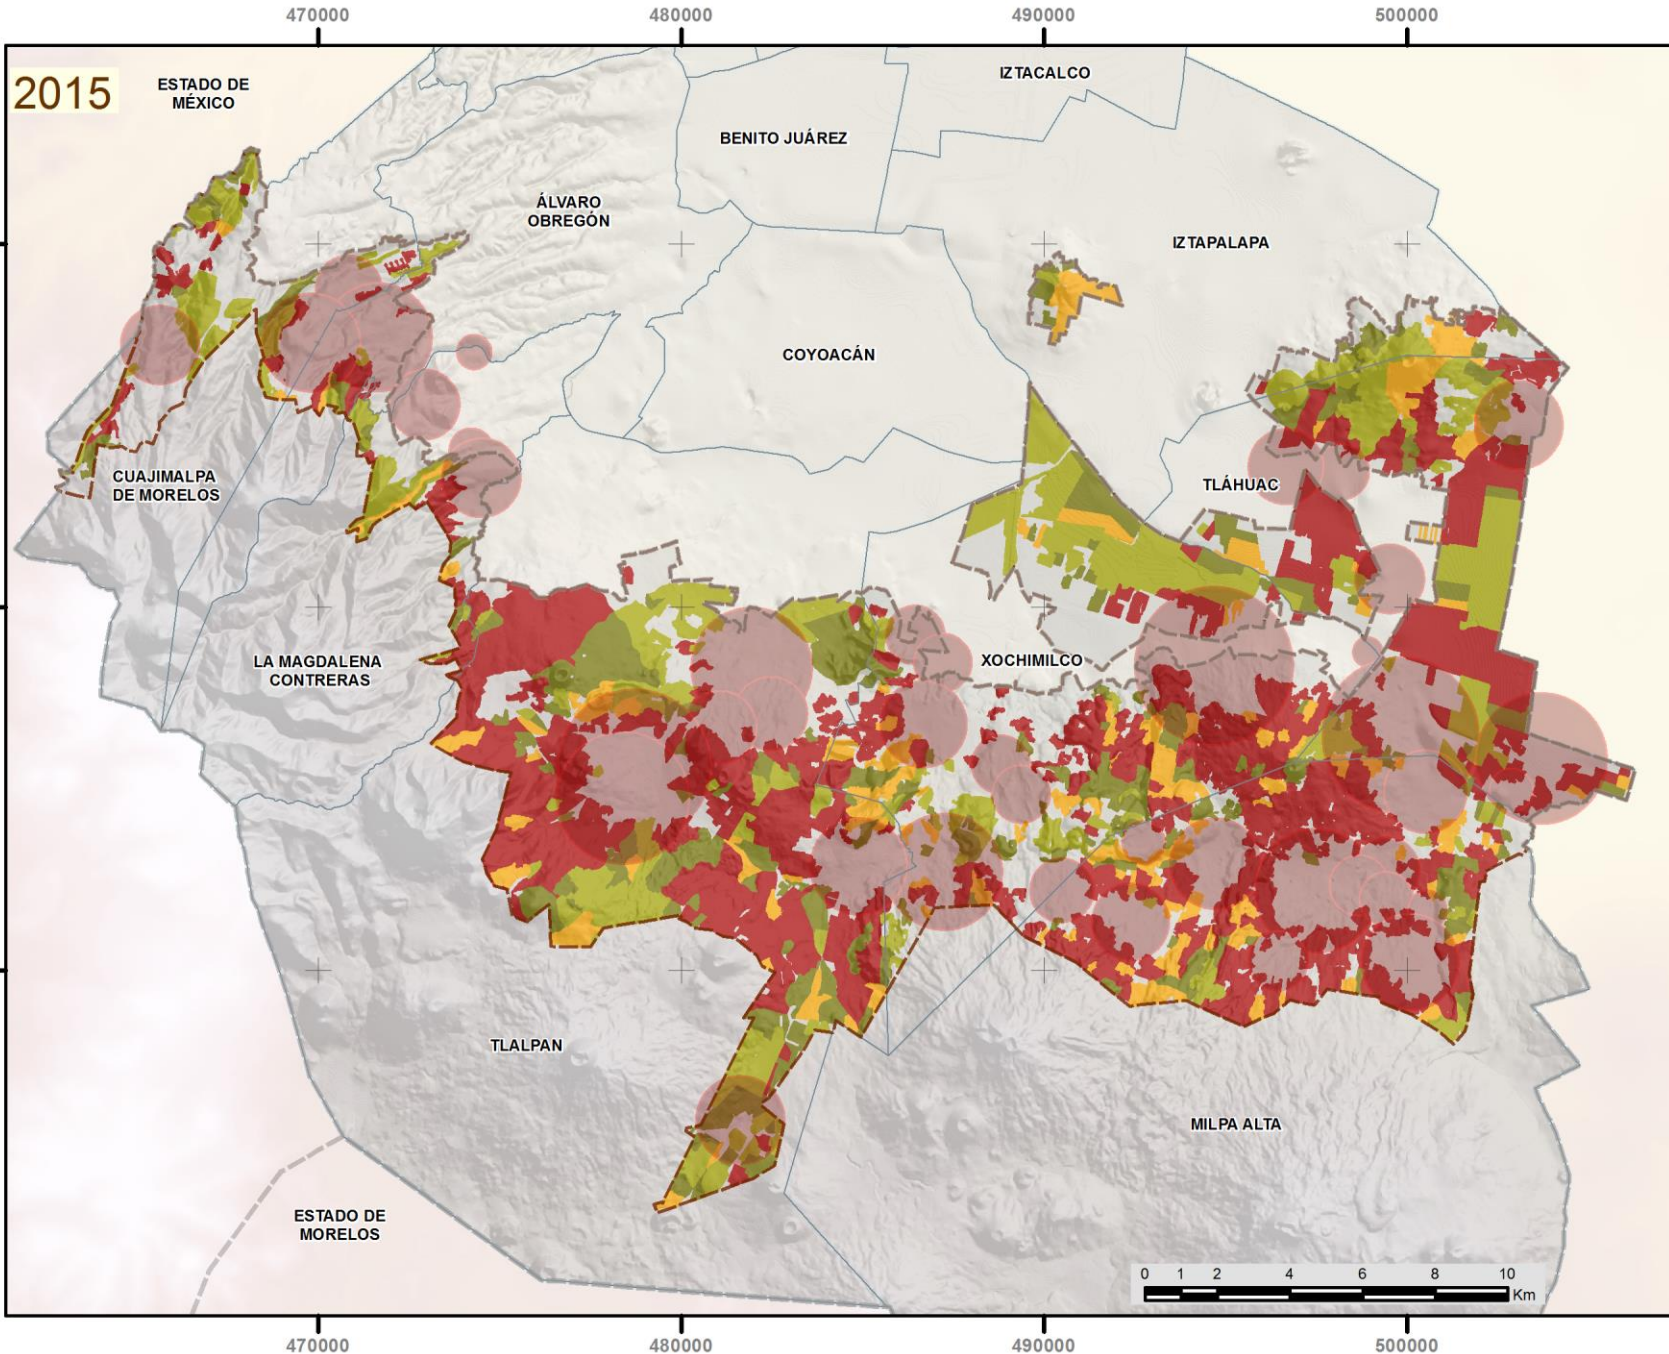 470000
480000
490000
500000
2015
ESTADO DE
MÉXICO
IZTACALCO
BENITO JUÁREZ
ÁLVARO
OBREGÓN
IZTAPALAPA
COYOACÁN
CUAJIMALPA
DE MORELOS
TLÁHUAC
LA MAGDALENA
CONTRERAS
XOCHIMILCO
TLALPAN
MILPA ALTA
ESTADO DE
MORELOS
0 1 2 4 6 8 10
Km
470000
480000
490000
500000